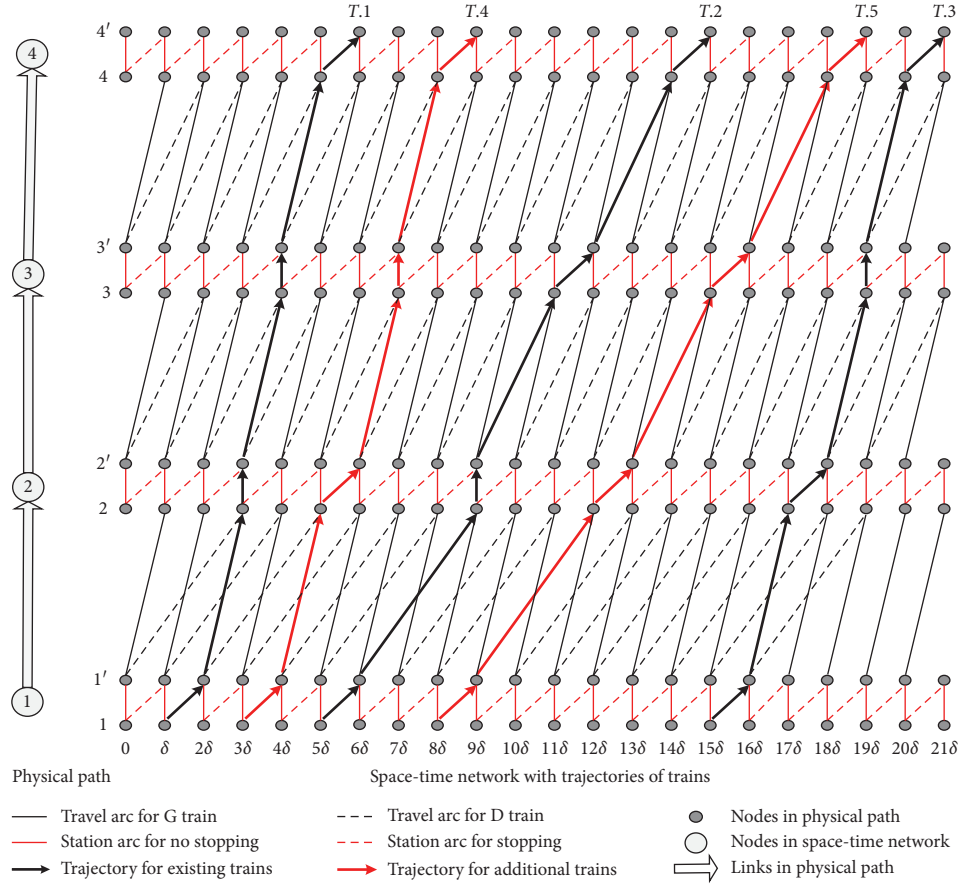 T.1 T.4 T.2 T.5 T.3
4′
4
4
3′
3
3
2′
2
2
1′
1
1
0 δ 2δ 3δ 4δ 5δ 6δ 7δ 8δ 9δ 10δ 11δ 12δ 13δ 14δ 15δ 16δ 17δ 18δ 19δ 20δ 21δ
Physical path Space-time network with trajectories of trains
Travel arc for G train Travel arc for D train Nodes in physical path
Station arc for no stopping Station arc for stopping Nodes in space-time network
Trajectory for existing trains Trajectory for additional trains Links in physical path